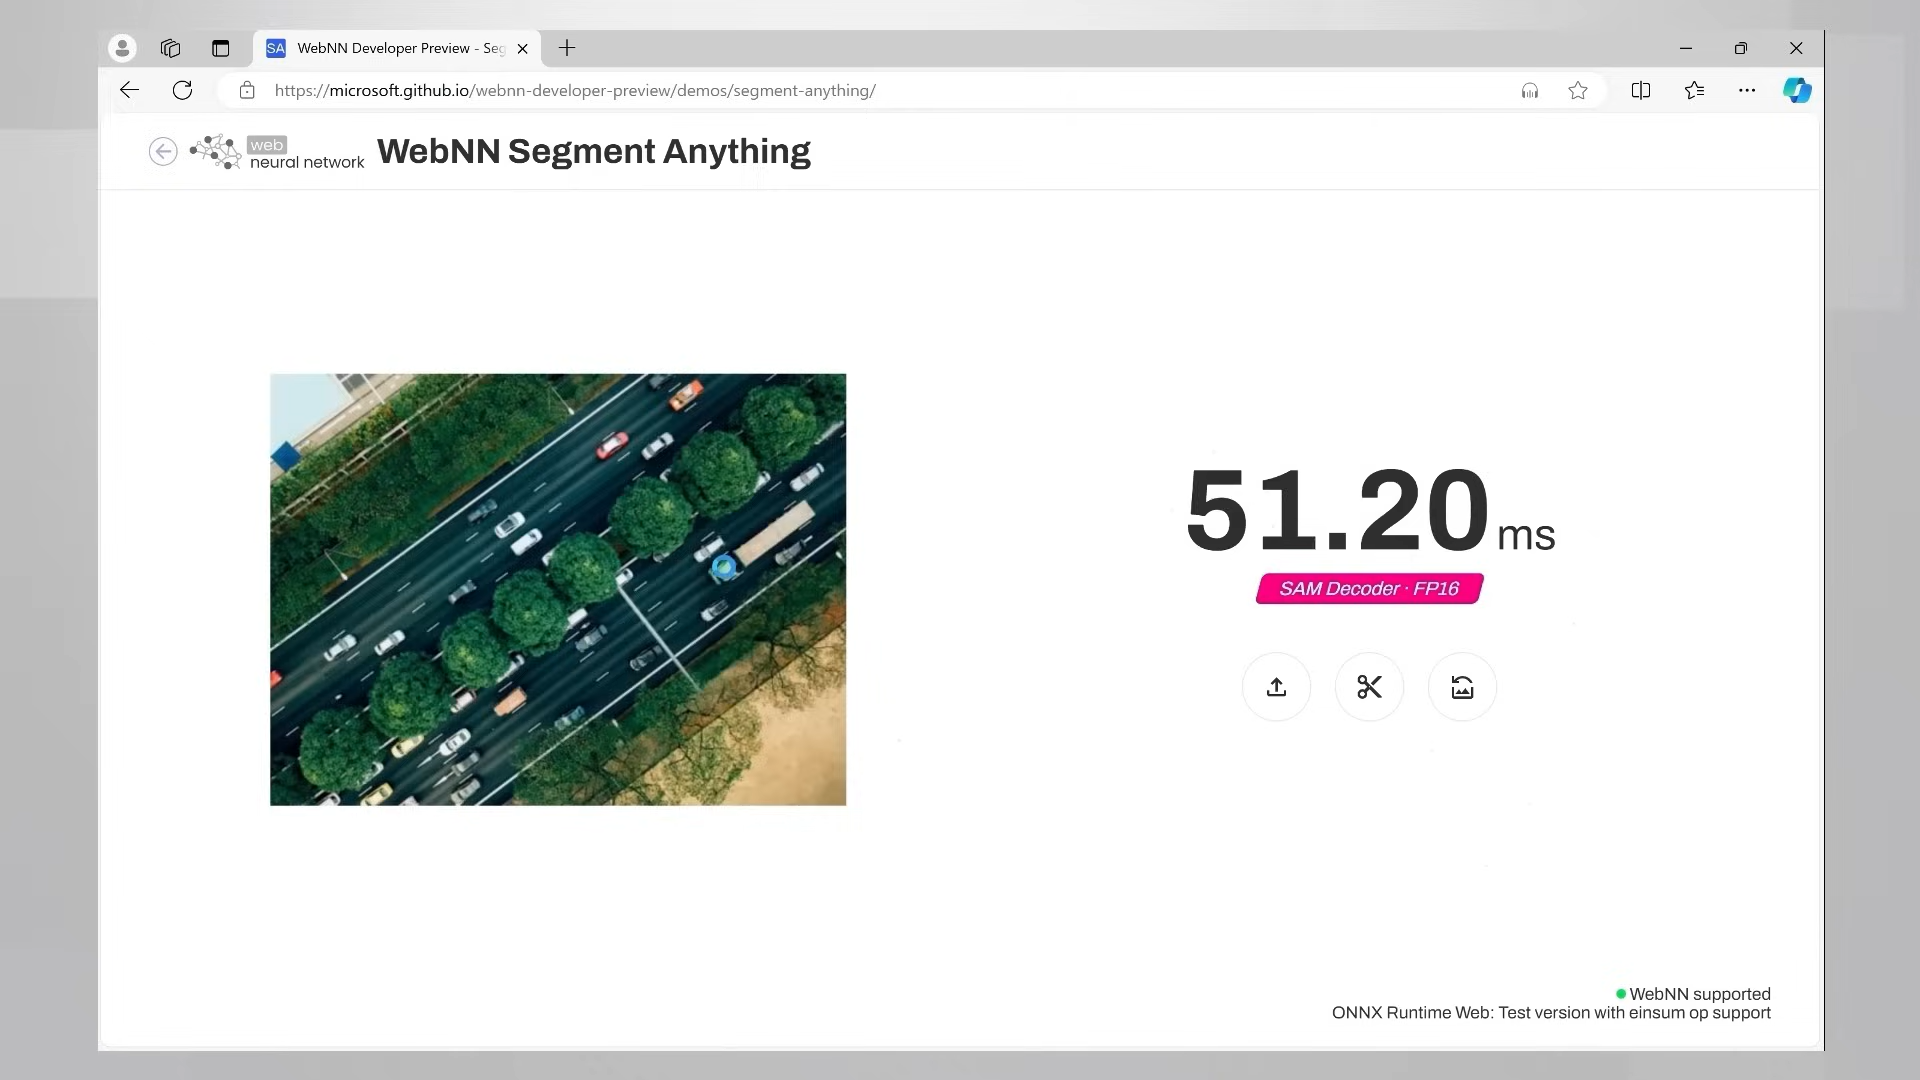 SA WebNN Developer Preview - Seg
https://microsoft.github.io/webnn-developer-preview/demos/segment-anything/
web
neural network
WebNN Segment Anything
51.20 ms
SAM Decoder · FP16
WebNN supported
ONNX Runtime Web: Test version with einsum op support